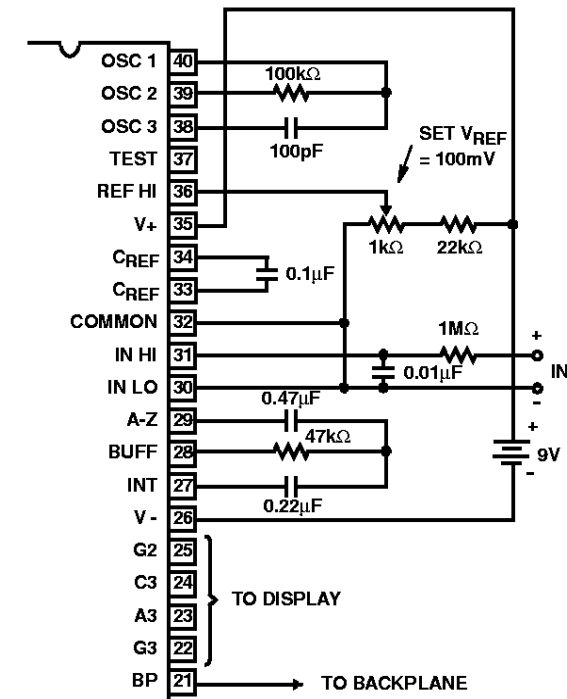 OSC 1 40
100kΩ
OSC 2 39
OSC 3 38
100pF
SET VREF
= 100mV
TEST 37
REF HI 36
V+ 35
1kΩ 22kΩ
CREF 34
0.1µF
CREF 33
COMMON 32
1MΩ
+
IN HI 31
0.01µF
IN
IN LO 30
-
0.47µF
A-Z 29
+
47kΩ
BUFF 28
9V
-
INT 27
0.22µF
V - 26
G2 25
C3 24
TO DISPLAY
A3 23
G3 22
BP 21
TO BACKPLANE